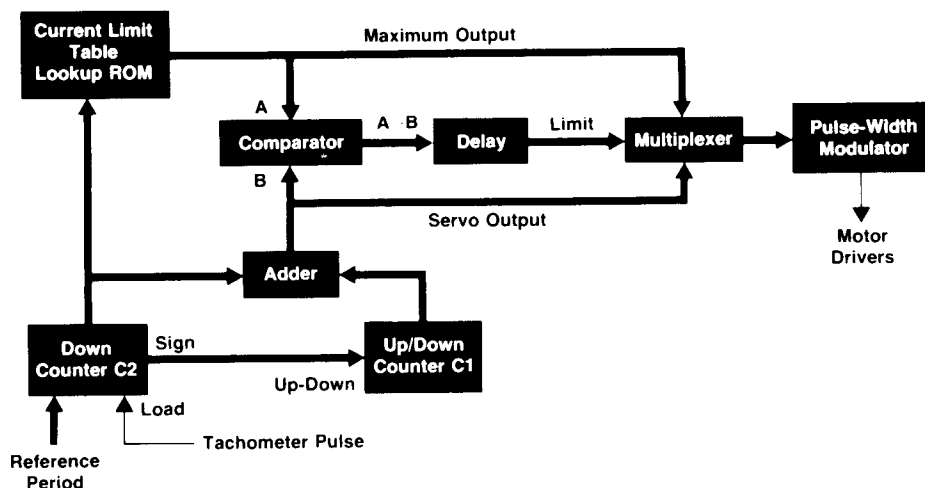 Current Limit
Table
Lookup ROM
Maximum Output
A
Comparator
B
A B
Delay
Limit
Multiplexer
Pulse-Width
Modulator
Servo Output
Motor
Drivers
Adder
Down
Counter C2
Sign
Up-Down
Up/Down
Counter C1
Load
Tachometer Pulse
Reference
Period